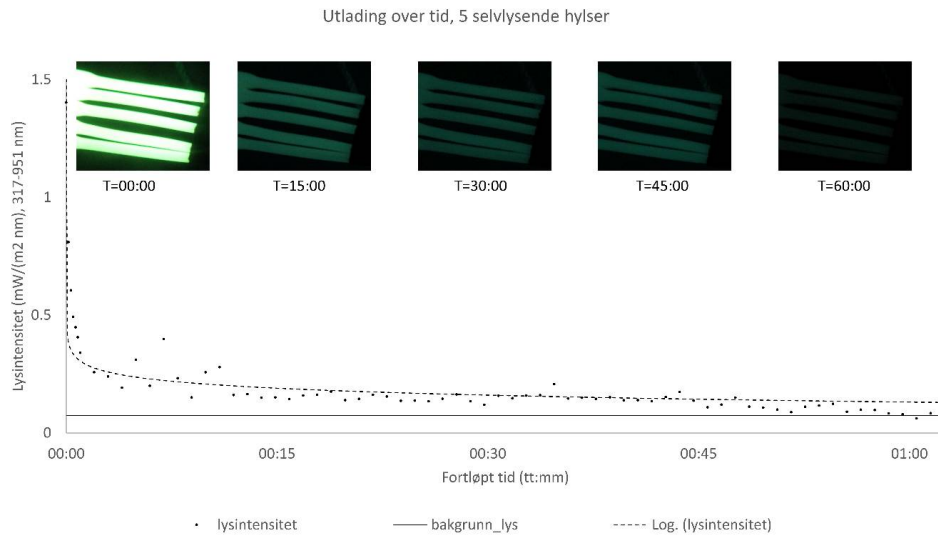 Utlading over tid, 5 selvlysende hylser
Lysintensitet (mW/(m2 nm), 317-951 nm)
1.5
1
0.5
0
T=00:00
T=15:00
T=30:00
T=45:00
T=60:00
00:00
00:15
00:30
00:45
01:00
Fortløpt tid (tt:mm)
lysintensitet
bakgrunn_lys
Log. (lysintensitet)